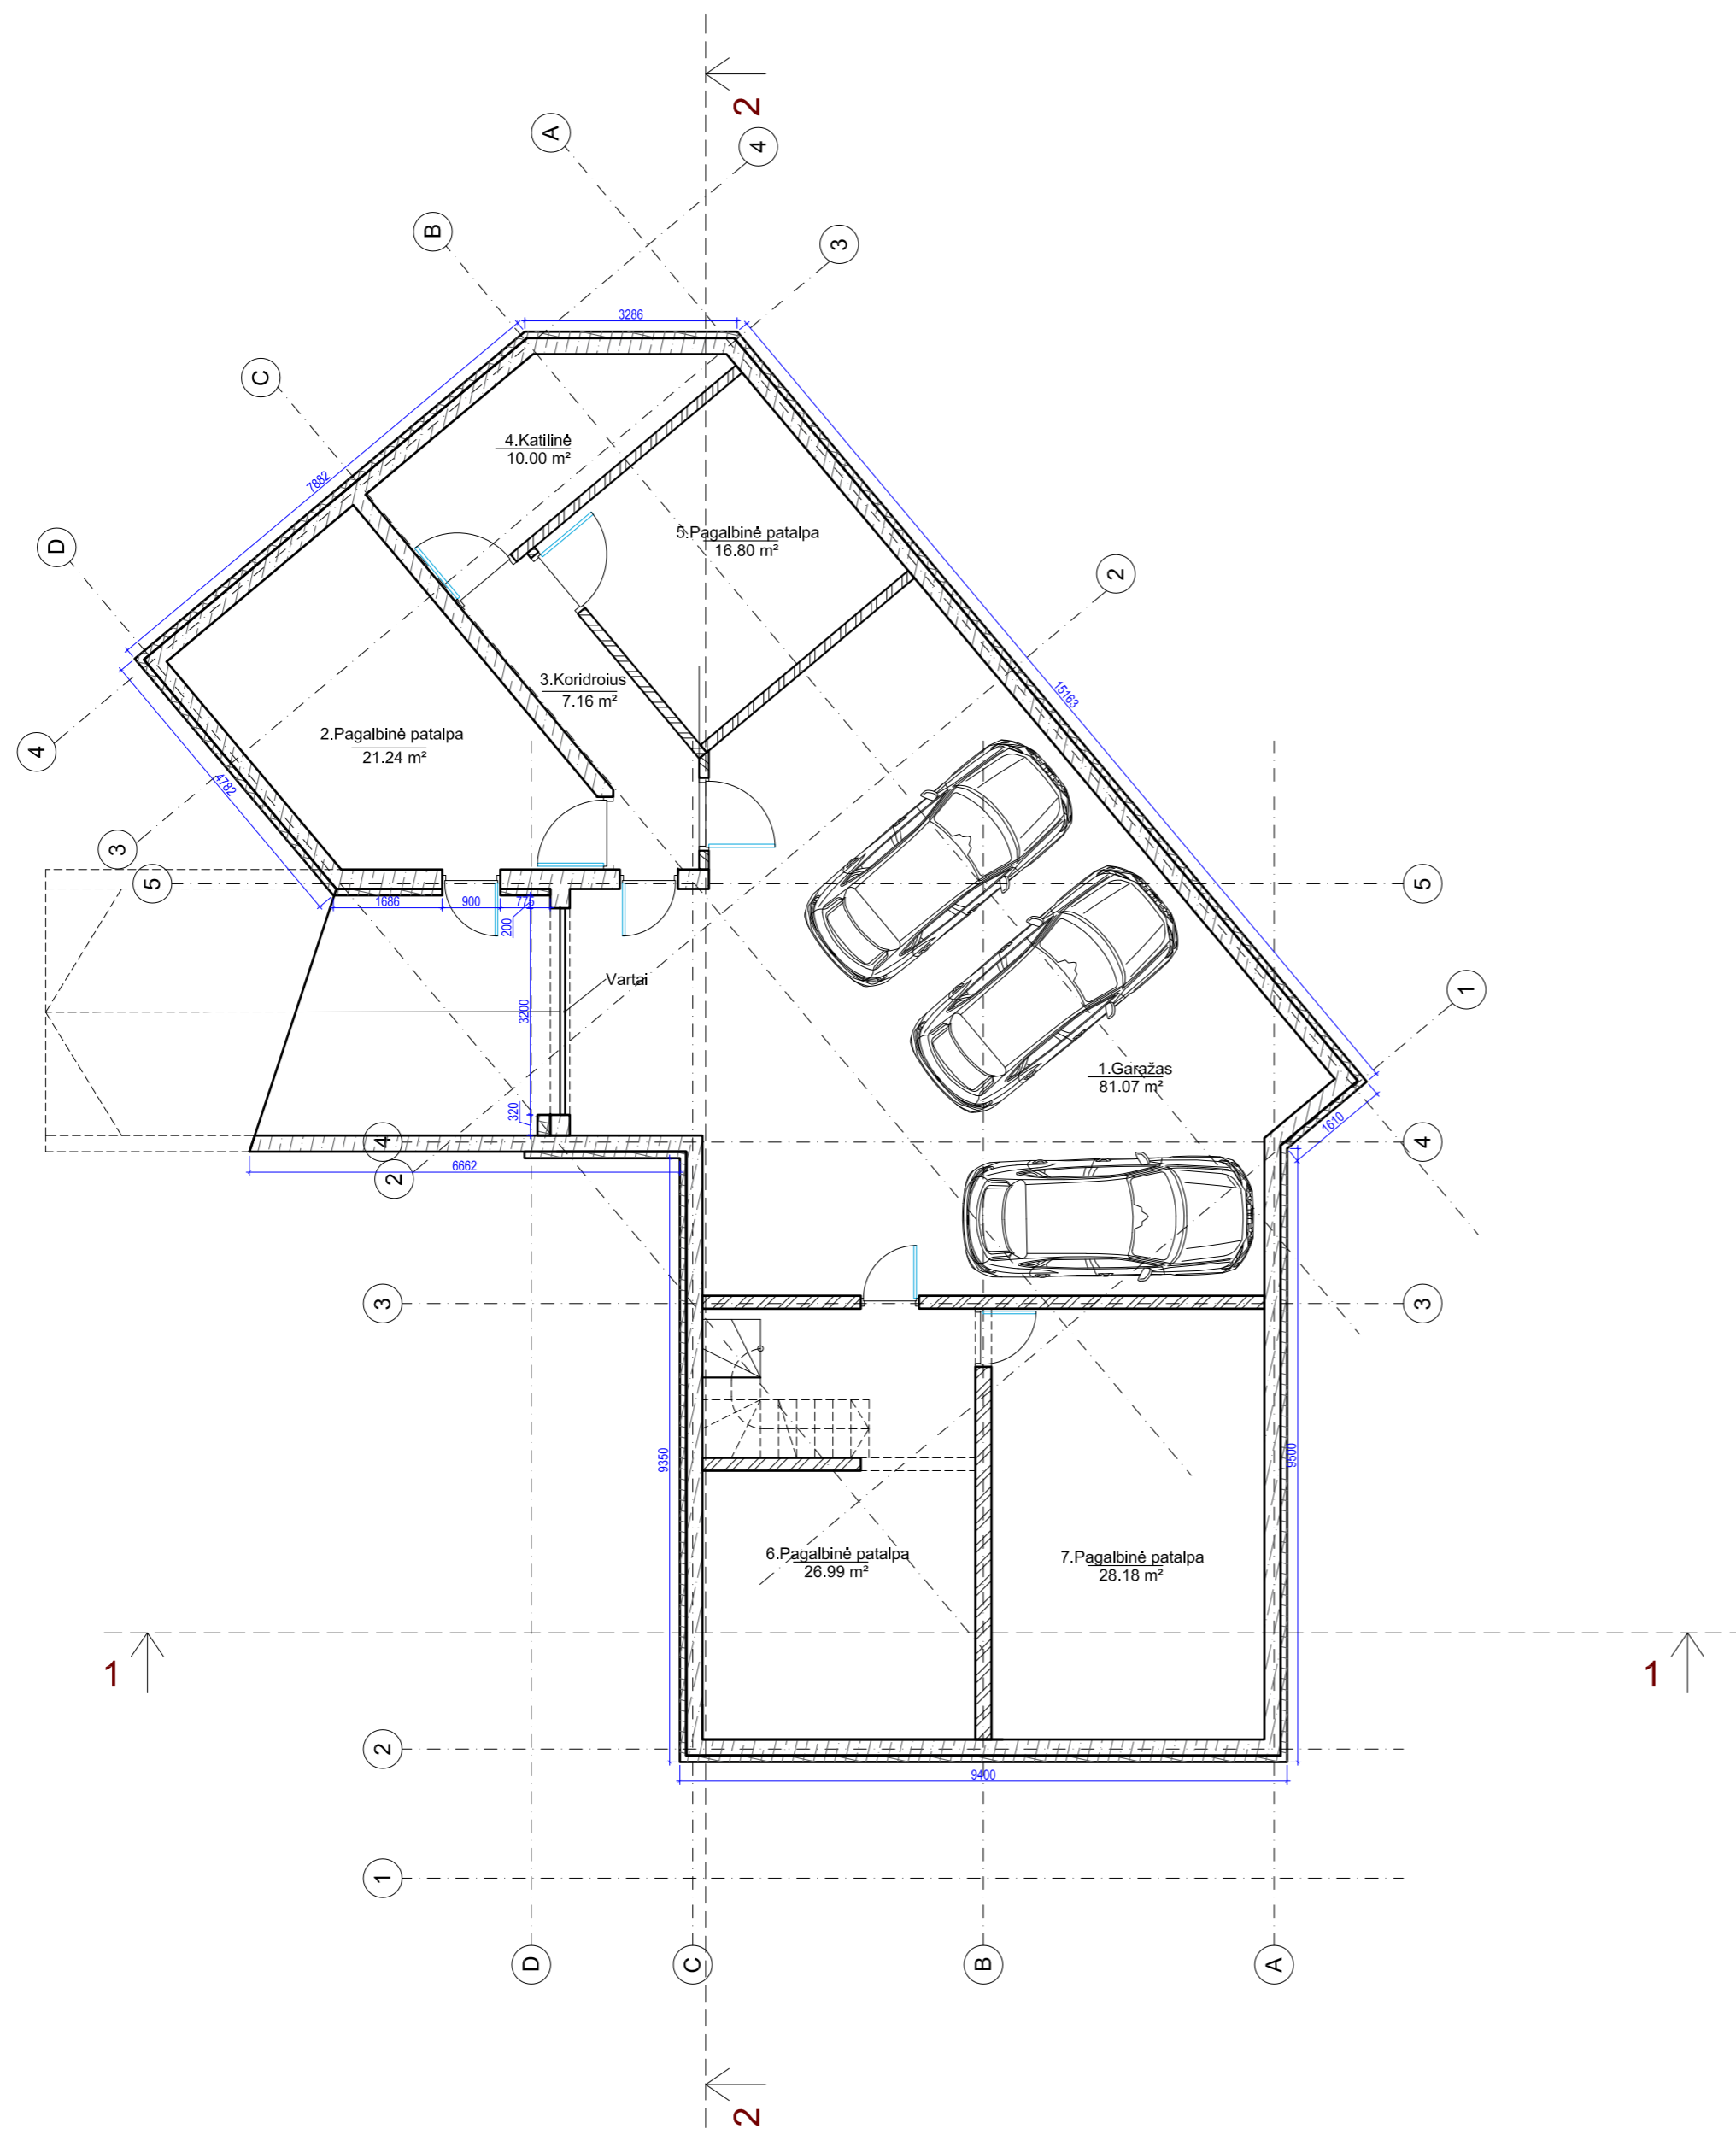 2
A
4
B
3
3286
C
4.Katilinė
10.00 m²
7882
5.Pagalbinė patalpa
16.80 m²
D
2
3.Koridroius
7.16 m²
15163
2.Pagalbinė patalpa
21.24 m²
4
4782
3
5
5
1686
900
775
200
Vartai
3200
1
1.Garažas
81.07 m²
320
1610
4
4
6662
2
3
3
9350
9500
6.Pagalbinė patalpa
26.99 m²
7.Pagalbinė patalpa
28.18 m²
1
1
2
9400
1
D
C
B
A
2